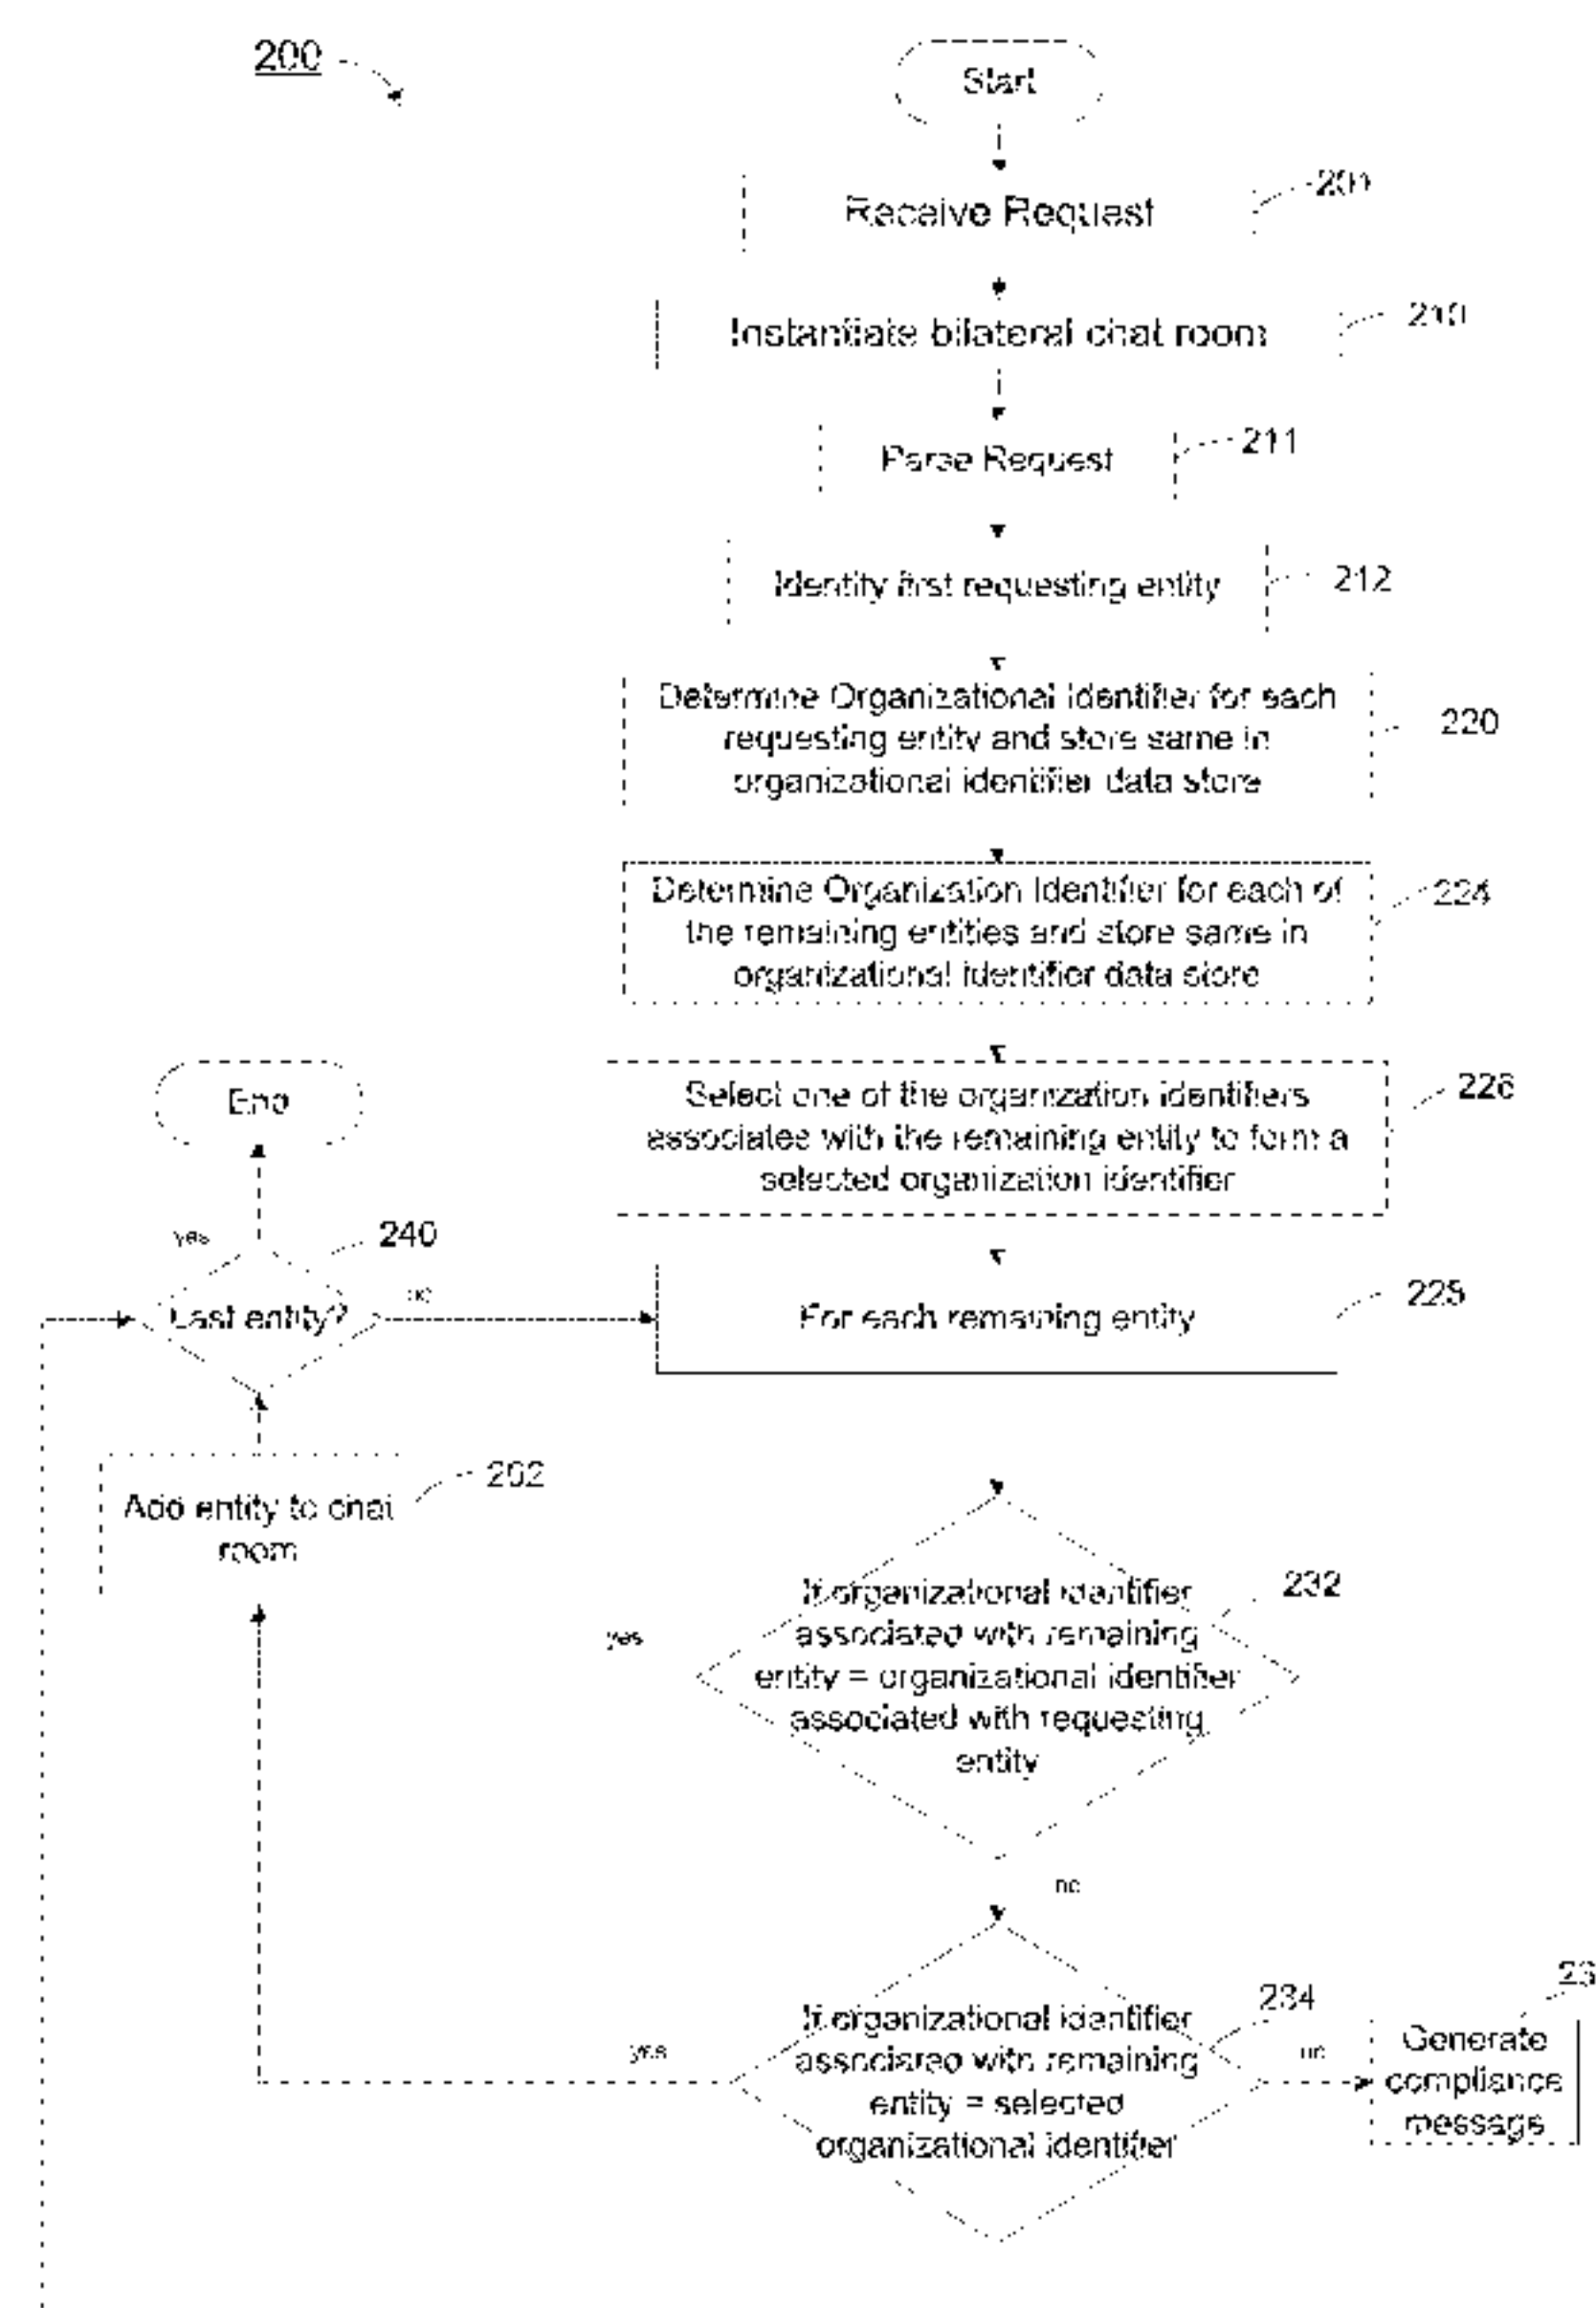 200
Start
Receive Request
201
Instantiate bilateral chat room
210
Parse Request
211
Identify first requesting entity
212
Determine Organizational Identifier for each
requesting entity and store same in
organizational identifier data store
220
Determine Organization Identifier for each of
the remaining entities and store same in
organizational identifier data store
224
Select one of the organization identifiers
associates with the remaining entity to form a
selected organization identifier
226
End
yes
240
Last entity?
no
For each remaining entity
228
Add entity to chat
room
202
If organizational identifier
associated with remaining
entity = organizational identifier
associated with requesting
entity
232
yes
no
If organizational identifier
associated with remaining
entity = selected
organizational identifier
234
yes
no
23
Generate
compliance
message